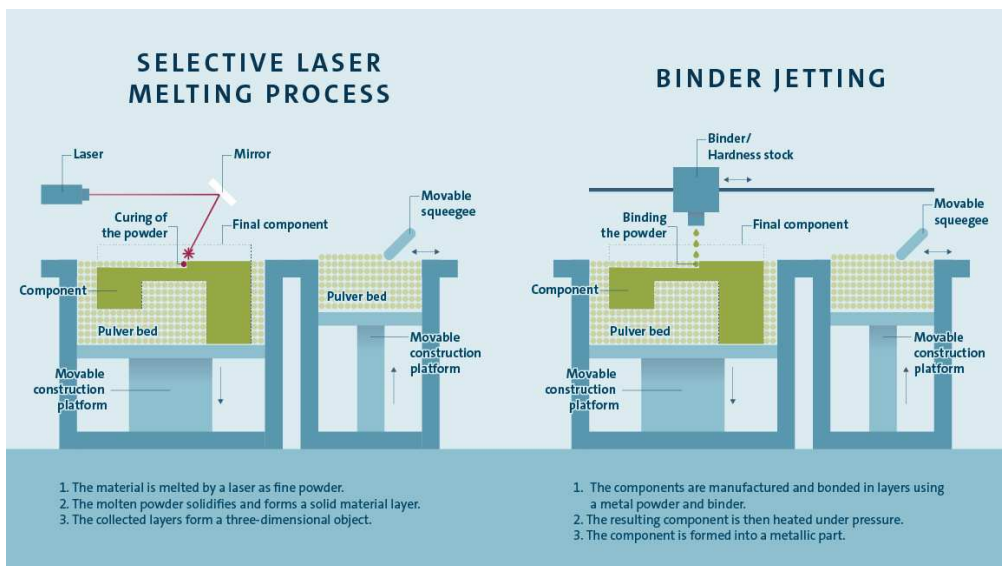 SELECTIVE LASER
MELTING PROCESS
Laser
Mirror
Movable
squeegee
Curing of
the powder
Final component
Component
Pulver bed
Pulver bed
Movable
construction
platform
Movable
construction
platform
1. The material is melted by a laser as fine powder.
2. The molten powder solidifies and forms a solid material layer.
3. The collected layers form a three-dimensional object.
BINDER JETTING
Binder/
Hardness stock
Movable
squeegee
Binding
the powder
Final component
Component
Pulver bed
Pulver bed
Movable
construction
platform
Movable
construction
platform
1. The components are manufactured and bonded in layers using
a metal powder and binder.
2. The resulting component is then heated under pressure.
3. The component is formed into a metallic part.